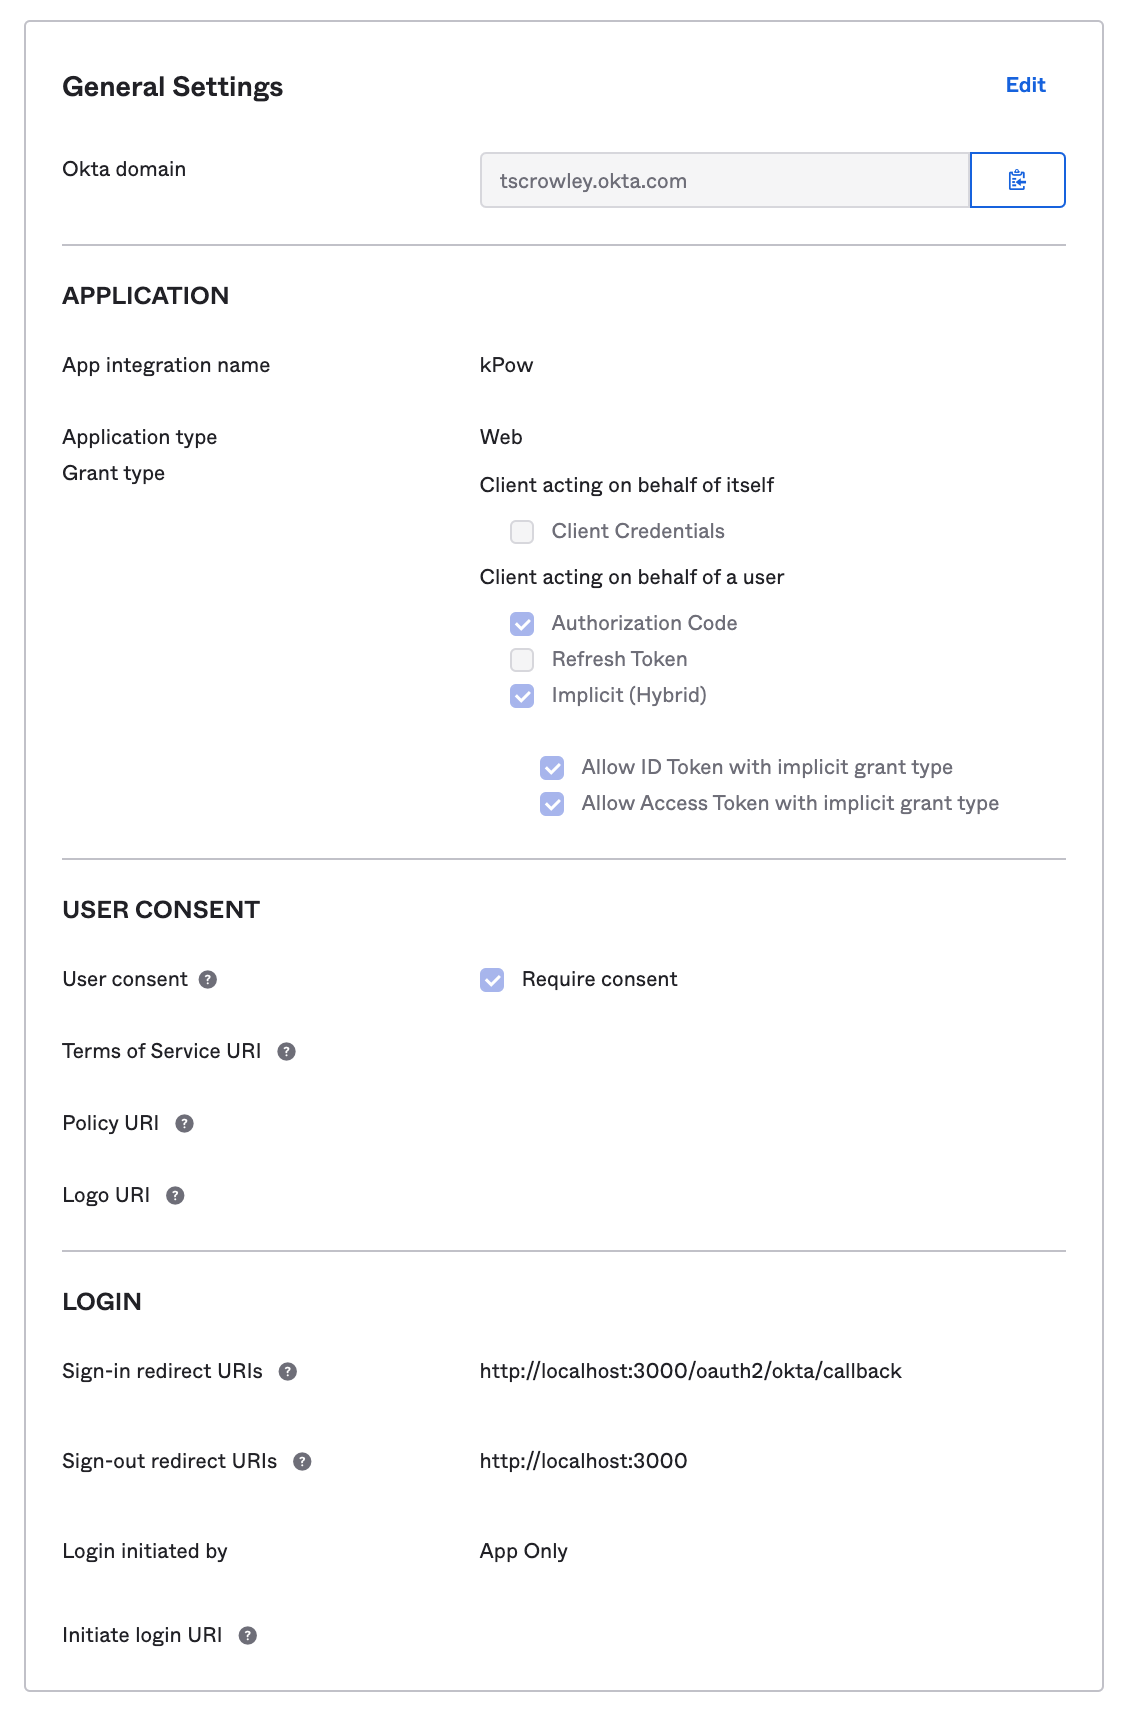 General Settings
Edit
Okta domain
tscrowley.okta.com
APPLICATION
App integration name
kPow
Application type
Web
Grant type
Client acting on behalf of itself
Client Credentials
Client acting on behalf of a user
Authorization Code
Refresh Token
Implicit (Hybrid)
Allow ID Token with implicit grant type
Allow Access Token with implicit grant type
USER CONSENT
User consent ?
Require consent
Terms of Service URI ?
Policy URI ?
Logo URI ?
LOGIN
Sign-in redirect URIs ?
http://localhost:3000/oauth2/okta/callback
Sign-out redirect URIs ?
http://localhost:3000
Login initiated by
App Only
Initiate login URI ?